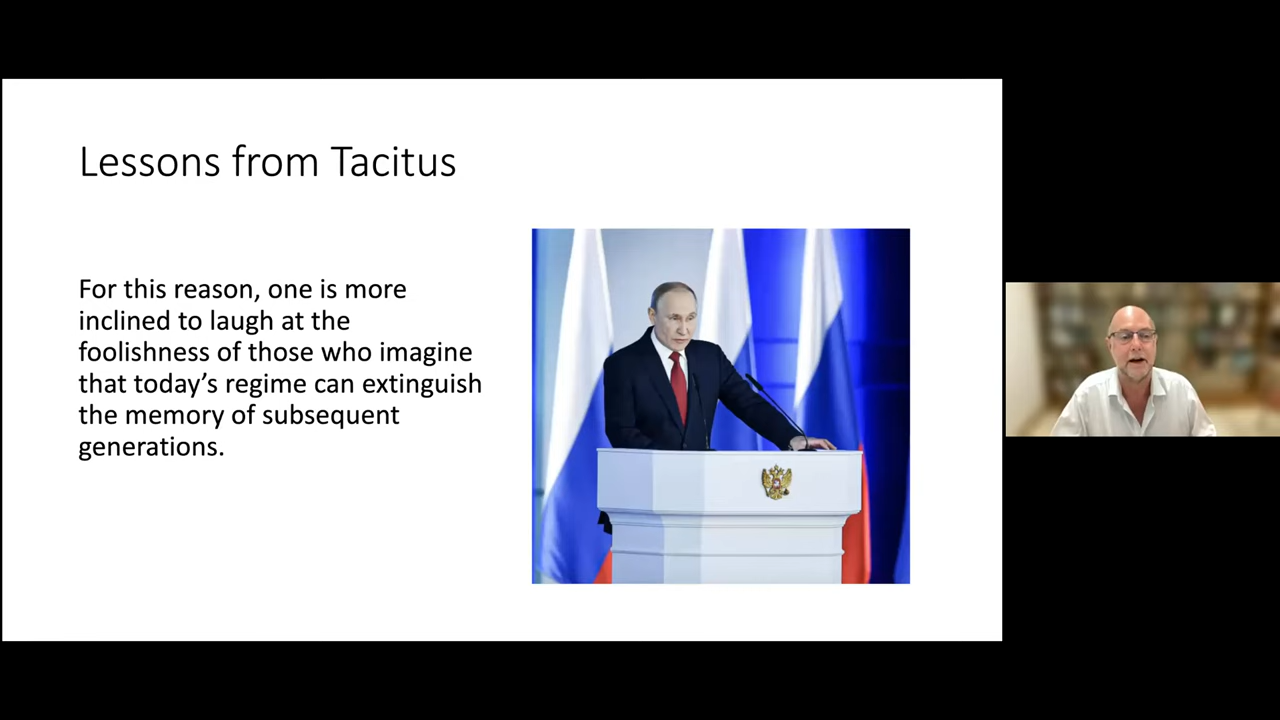 Lessons from Tacitus
For this reason, one is more
inclined to laugh at the
foolishness of those who imagine
that today’s regime can extinguish
the memory of subsequent
generations.